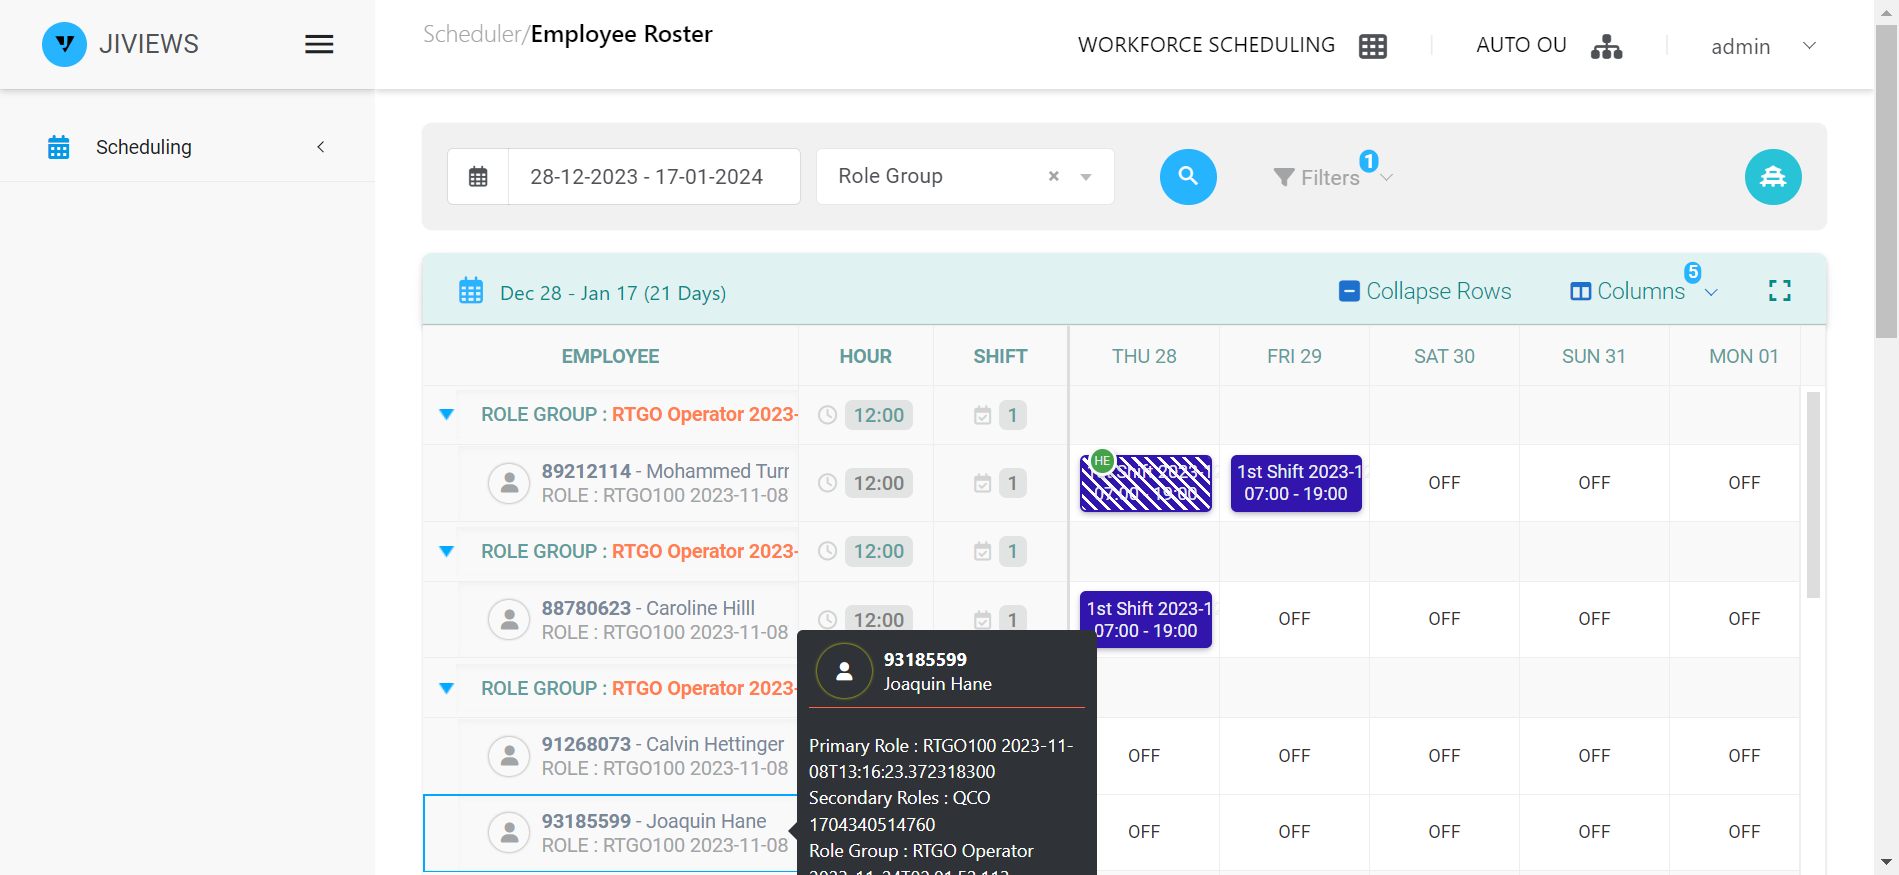 JIVIEWS
Scheduler/Employee Roster
WORKFORCE SCHEDULING
AUTO OU
admin
Scheduling
28-12-2023 - 17-01-2024
Role Group
×
Filters
1
Dec 28 - Jan 17 (21 Days)
Collapse Rows
Columns
5
EMPLOYEE HOUR SHIFT THU 28 FRI 29 SAT 30 SUN 31 MON 01
ROLE GROUP : RTGO Operator 2023- 12:00 1
89212114 - Mohammed Turr
ROLE : RTGO100 2023-11-08
12:00 1
HE
1st Shift 2023-1
07:00 - 19:00
1st Shift 2023-1
07:00 - 19:00
OFF OFF OFF
ROLE GROUP : RTGO Operator 2023- 12:00 1
88780623 - Caroline Hilll
ROLE : RTGO100 2023-11-08
12:00 1
1st Shift 2023-1
07:00 - 19:00
OFF OFF OFF OFF
ROLE GROUP : RTGO Operator 2023-
91268073 - Calvin Hettinger
ROLE : RTGO100 2023-11-08
OFF OFF OFF OFF OFF
93185599 - Joaquin Hane
ROLE : RTGO100 2023-11-08
OFF OFF OFF OFF OFF
93185599
Joaquin Hane
Primary Role : RTGO100 2023-11-
08T13:16:23.372318300
Secondary Roles : QCO
1704340514760
Role Group : RTGO Operator